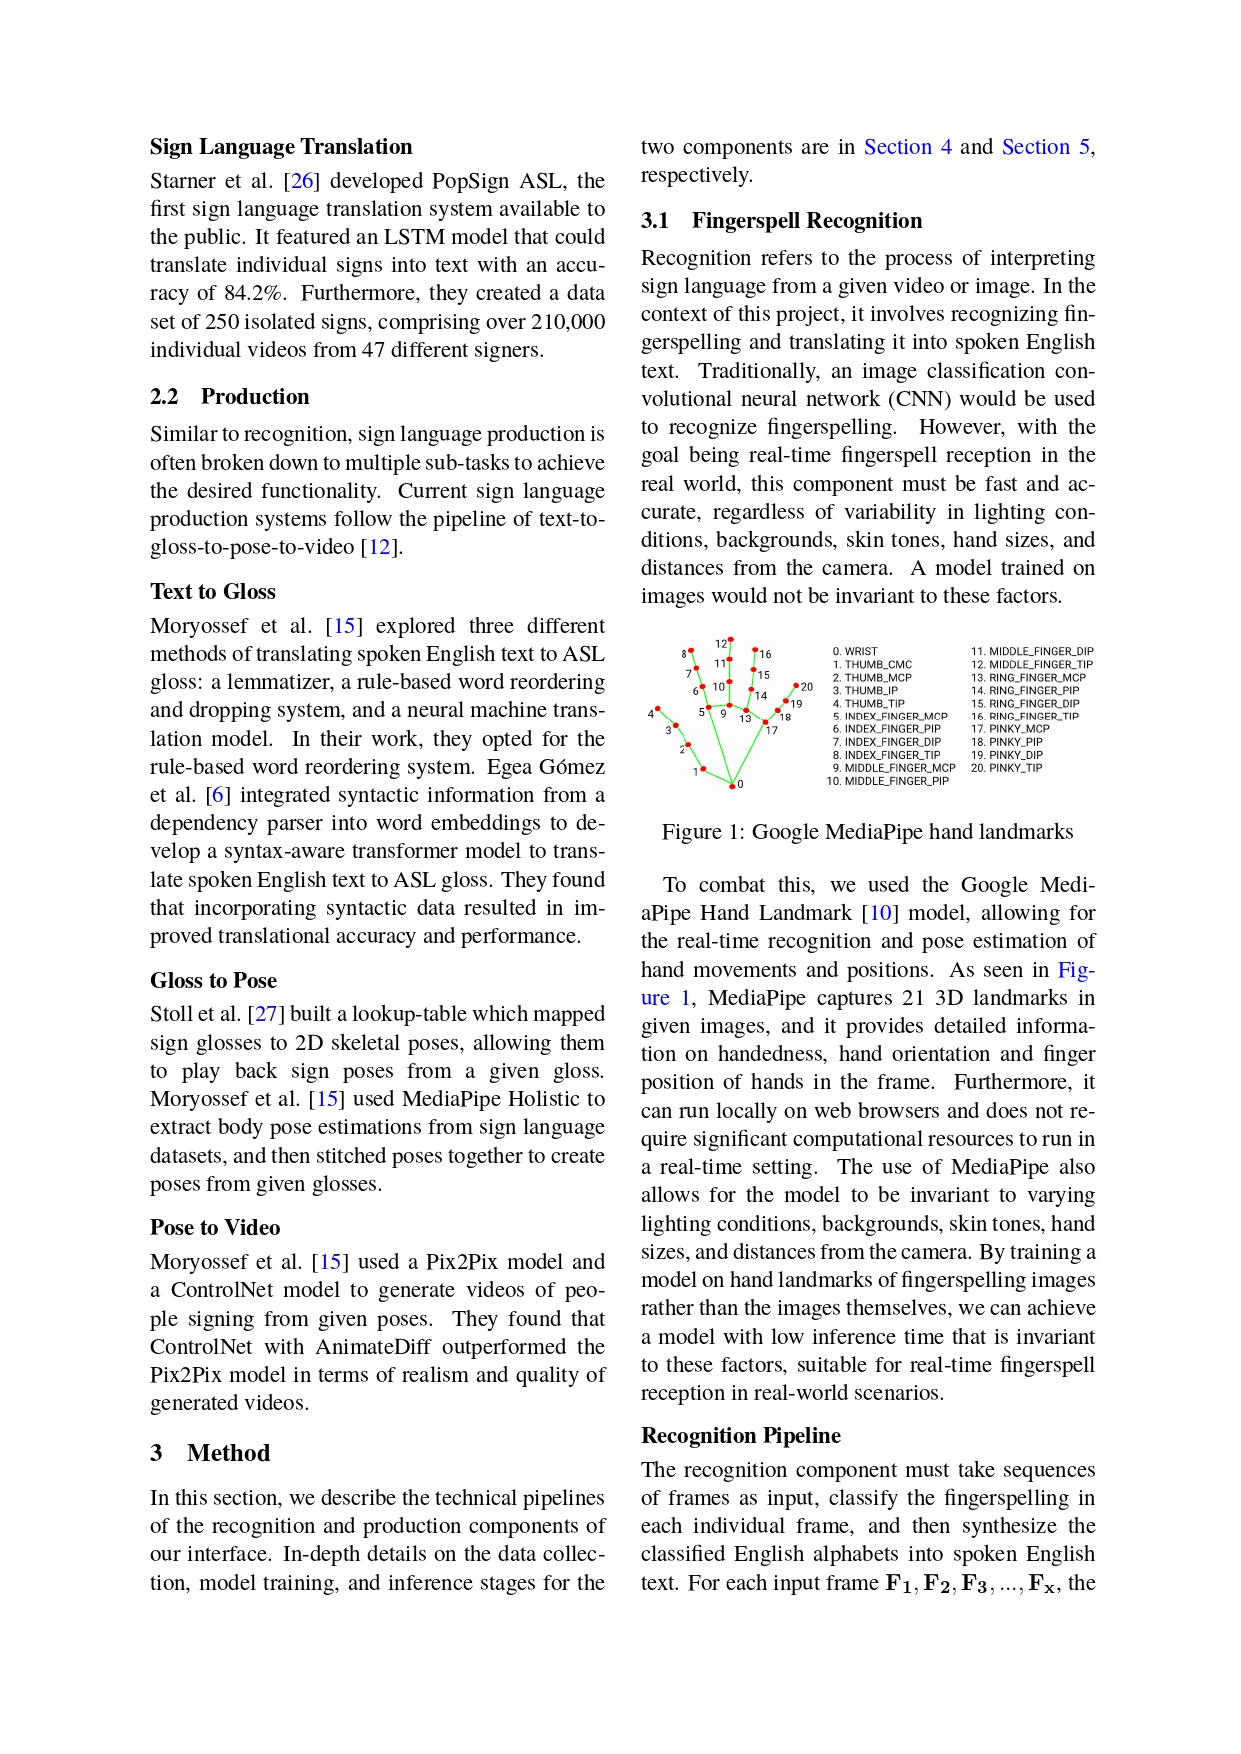 Sign Language Translation
Starner et al. [26] developed PopSign ASL, the
first sign language translation system available to
the public. It featured an LSTM model that could
translate individual signs into text with an accu-
racy of 84.2%. Furthermore, they created a data
set of 250 isolated signs, comprising over 210,000
individual videos from 47 different signers.
2.2 Production
Similar to recognition, sign language production is
often broken down to multiple sub-tasks to achieve
the desired functionality. Current sign language
production systems follow the pipeline of text-to-
gloss-to-pose-to-video [12].
Text to Gloss
Moryossef et al. [15] explored three different
methods of translating spoken English text to ASL
gloss: a lemmatizer, a rule-based word reordering
and dropping system, and a neural machine trans-
lation model. In their work, they opted for the
rule-based word reordering system. Egea Gómez
et al. [6] integrated syntactic information from a
dependency parser into word embeddings to de-
velop a syntax-aware transformer model to trans-
late spoken English text to ASL gloss. They found
that incorporating syntactic data resulted in im-
proved translational accuracy and performance.
Gloss to Pose
Stoll et al. [27] built a lookup-table which mapped
sign glosses to 2D skeletal poses, allowing them
to play back sign poses from a given gloss.
Moryossef et al. [15] used MediaPipe Holistic to
extract body pose estimations from sign language
datasets, and then stitched poses together to create
poses from given glosses.
Pose to Video
Moryossef et al. [15] used a Pix2Pix model and
a ControlNet model to generate videos of peo-
ple signing from given poses. They found that
ControlNet with AnimateDiff outperformed the
Pix2Pix model in terms of realism and quality of
generated videos.
3 Method
In this section, we describe the technical pipelines
of the recognition and production components of
our interface. In-depth details on the data collec-
tion, model training, and inference stages for the
two components are in Section 4 and Section 5,
respectively.
3.1 Fingerspell Recognition
Recognition refers to the process of interpreting
sign language from a given video or image. In the
context of this project, it involves recognizing fin-
gerspelling and translating it into spoken English
text. Traditionally, an image classification con-
volutional neural network (CNN) would be used
to recognize fingerspelling. However, with the
goal being real-time fingerspell reception in the
real world, this component must be fast and ac-
curate, regardless of variability in lighting con-
ditions, backgrounds, skin tones, hand sizes, and
distances from the camera. A model trained on
images would not be invariant to these factors.
12
8 16
7 11 15
6 10 14 20
4 5 9 13 18 19
3 17
2
1
0
0. WRIST
1. THUMB_CMC
2. THUMB_MCP
3. THUMB_IP
4. THUMB_TIP
5. INDEX_FINGER_MCP
6. INDEX_FINGER_PIP
7. INDEX_FINGER_DIP
8. INDEX_FINGER_TIP
9. MIDDLE_FINGER_MCP
10. MIDDLE_FINGER_PIP
11. MIDDLE_FINGER_DIP
12. MIDDLE_FINGER_TIP
13. RING_FINGER_MCP
14. RING_FINGER_PIP
15. RING_FINGER_DIP
16. RING_FINGER_TIP
17. PINKY_MCP
18. PINKY_PIP
19. PINKY_DIP
20. PINKY_TIP
Figure 1: Google MediaPipe hand landmarks
To combat this, we used the Google Medi-
aPipe Hand Landmark [10] model, allowing for
the real-time recognition and pose estimation of
hand movements and positions. As seen in Fig-
ure 1, MediaPipe captures 21 3D landmarks in
given images, and it provides detailed informa-
tion on handedness, hand orientation and finger
position of hands in the frame. Furthermore, it
can run locally on web browsers and does not re-
quire significant computational resources to run in
a real-time setting. The use of MediaPipe also
allows for the model to be invariant to varying
lighting conditions, backgrounds, skin tones, hand
sizes, and distances from the camera. By training a
model on hand landmarks of fingerspelling images
rather than the images themselves, we can achieve
a model with low inference time that is invariant
to these factors, suitable for real-time fingerspell
reception in real-world scenarios.
Recognition Pipeline
The recognition component must take sequences
of frames as input, classify the fingerspelling in
each individual frame, and then synthesize the
classified English alphabets into spoken English
text. For each input frame F₁, F₂, F₃, ..., Fₓ, the